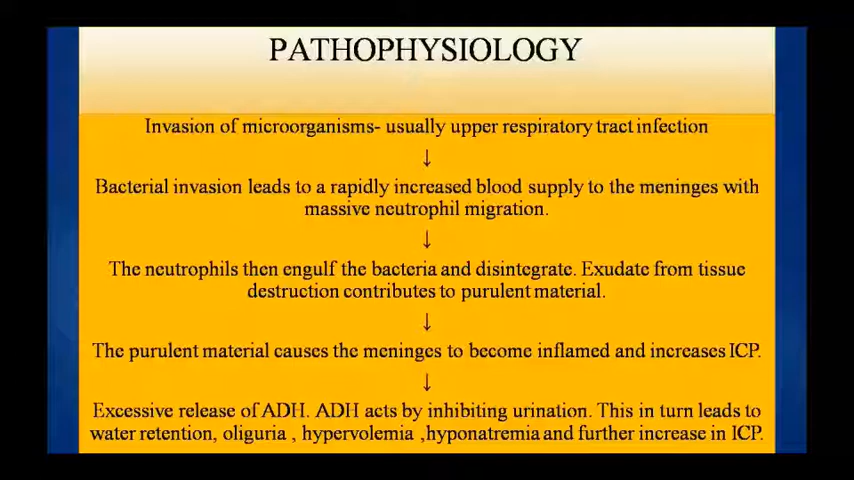 PATHOPHYSIOLOGY
Invasion of microorganisms- usually upper respiratory tract infection
↓
Bacterial invasion leads to a rapidly increased blood supply to the meninges with
massive neutrophil migration.
↓
The neutrophils then engulf the bacteria and disintegrate. Exudate from tissue
destruction contributes to purulent material.
↓
The purulent material causes the meninges to become inflamed and increases ICP.
↓
Excessive release of ADH. ADH acts by inhibiting urination. This in turn leads to
water retention, oliguria , hypervolemia ,hyponatremia and further increase in ICP.